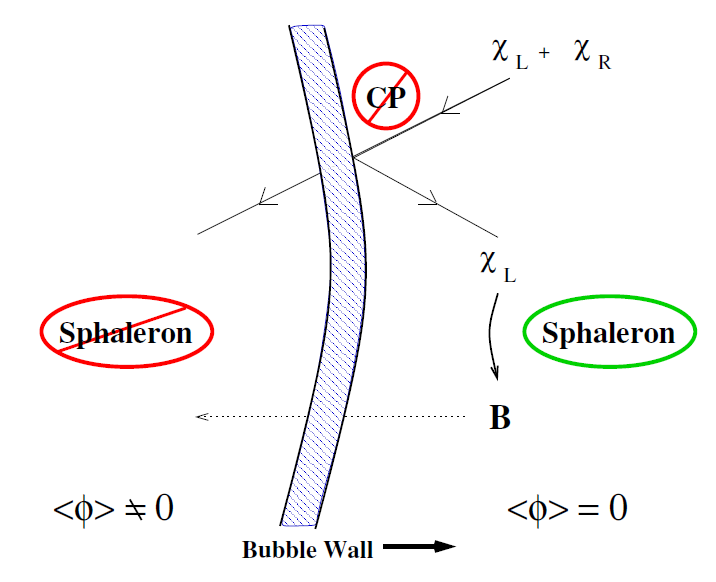 χ L + χ R
CP
χ L
Sphaleron
Sphaleron
B
<ϕ> ≠ 0
<ϕ> = 0
Bubble Wall